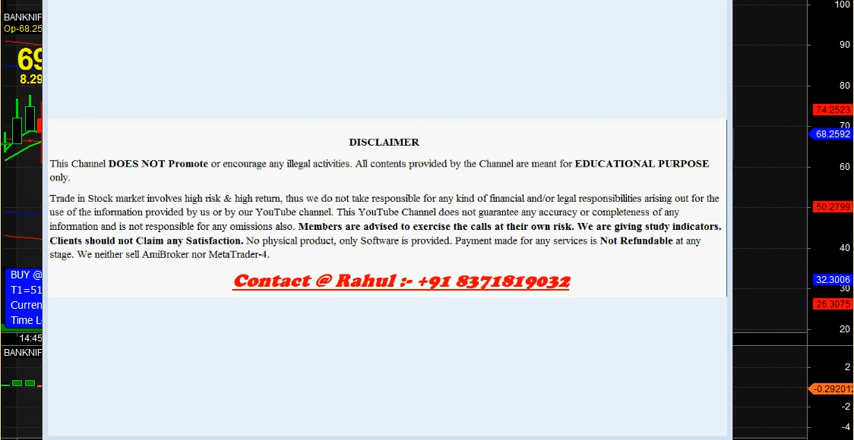 BANKNIF
Op-68.25
69
8.29
DISCLAIMER
This Channel DOES NOT Promote or encourage any illegal activities. All contents provided by the Channel are meant for EDUCATIONAL PURPOSE
only.
Trade in Stock market involves high risk & high return, thus we do not take responsible for any kind of financial and/or legal responsibilities arising out for the
use of the information provided by us or by our YouTube channel. This YouTube Channel does not guarantee any accuracy or completeness of any
information and is not responsible for any omissions also. Members are advised to exercise the calls at their own risk. We are giving study indicators.
Clients should not Claim any Satisfaction. No physical product, only Software is provided. Payment made for any services is Not Refundable at any
stage. We neither sell AmiBroker nor MetaTrader-4.
Contact @ Rahul :- +91 8371819032
BUY @
T1=51
Curren
Time L
14:45
BANKNIF
100
90
80
74.2523
70
68.2592
60
50.2799
40
32.3006
30
26.3075
20
2
-0.292012
-2
-4